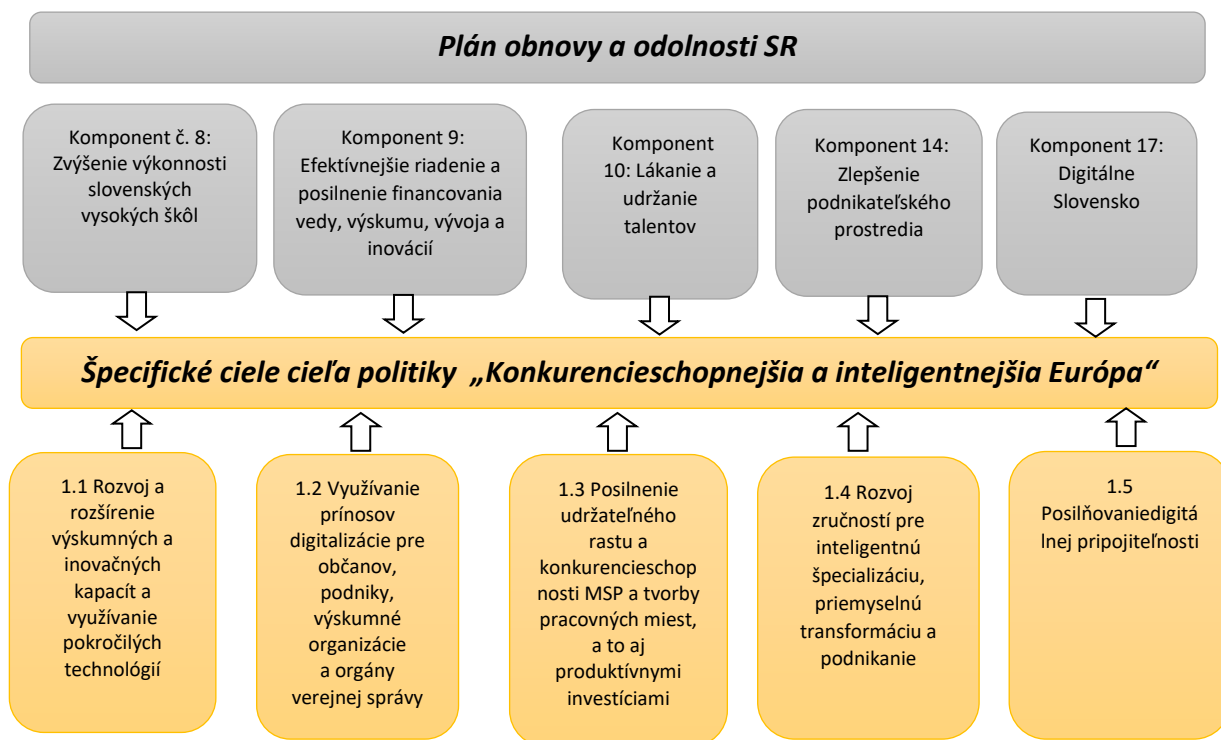 Plán obnovy a odolnosti SR
Komponent č. 8:
Zvýšenie výkonnosti
slovenských
vysokých škôl
Komponent 9:
Efektívnejšie riadenie a
posilnenie financovania
vedy, výskumu, vývoja a
inovácií
Komponent
10: Lákanie a
udržanie
talentov
Komponent 14:
Zlepšenie
podnikateľského
prostredia
Komponent 17:
Digitálne
Slovensko
Špecifické ciele cieľa politiky „Konkurencieschopnejšia a inteligentnejšia Európa“
1.1 Rozvoj a
rozšírenie
výskumných a
inovačných
kapacít a
využívanie
pokročilých
technológií
1.2 Využívanie
prínosov
digitalizácie pre
občanov,
podniky,
výskumné
organizácie
a orgány
verejnej správy
1.3 Posilnenie
udržateľného
rastu a
konkurencieschop
nosti MSP a tvorby
pracovných miest,
a to aj
produktívnymi
investíciami
1.4 Rozvoj
zručností pre
inteligentnú
špecializáciu,
priemyselnú
transformáciu a
podnikanie
1.5
Posilňovaniedigitá
lnej pripojiteľnosti